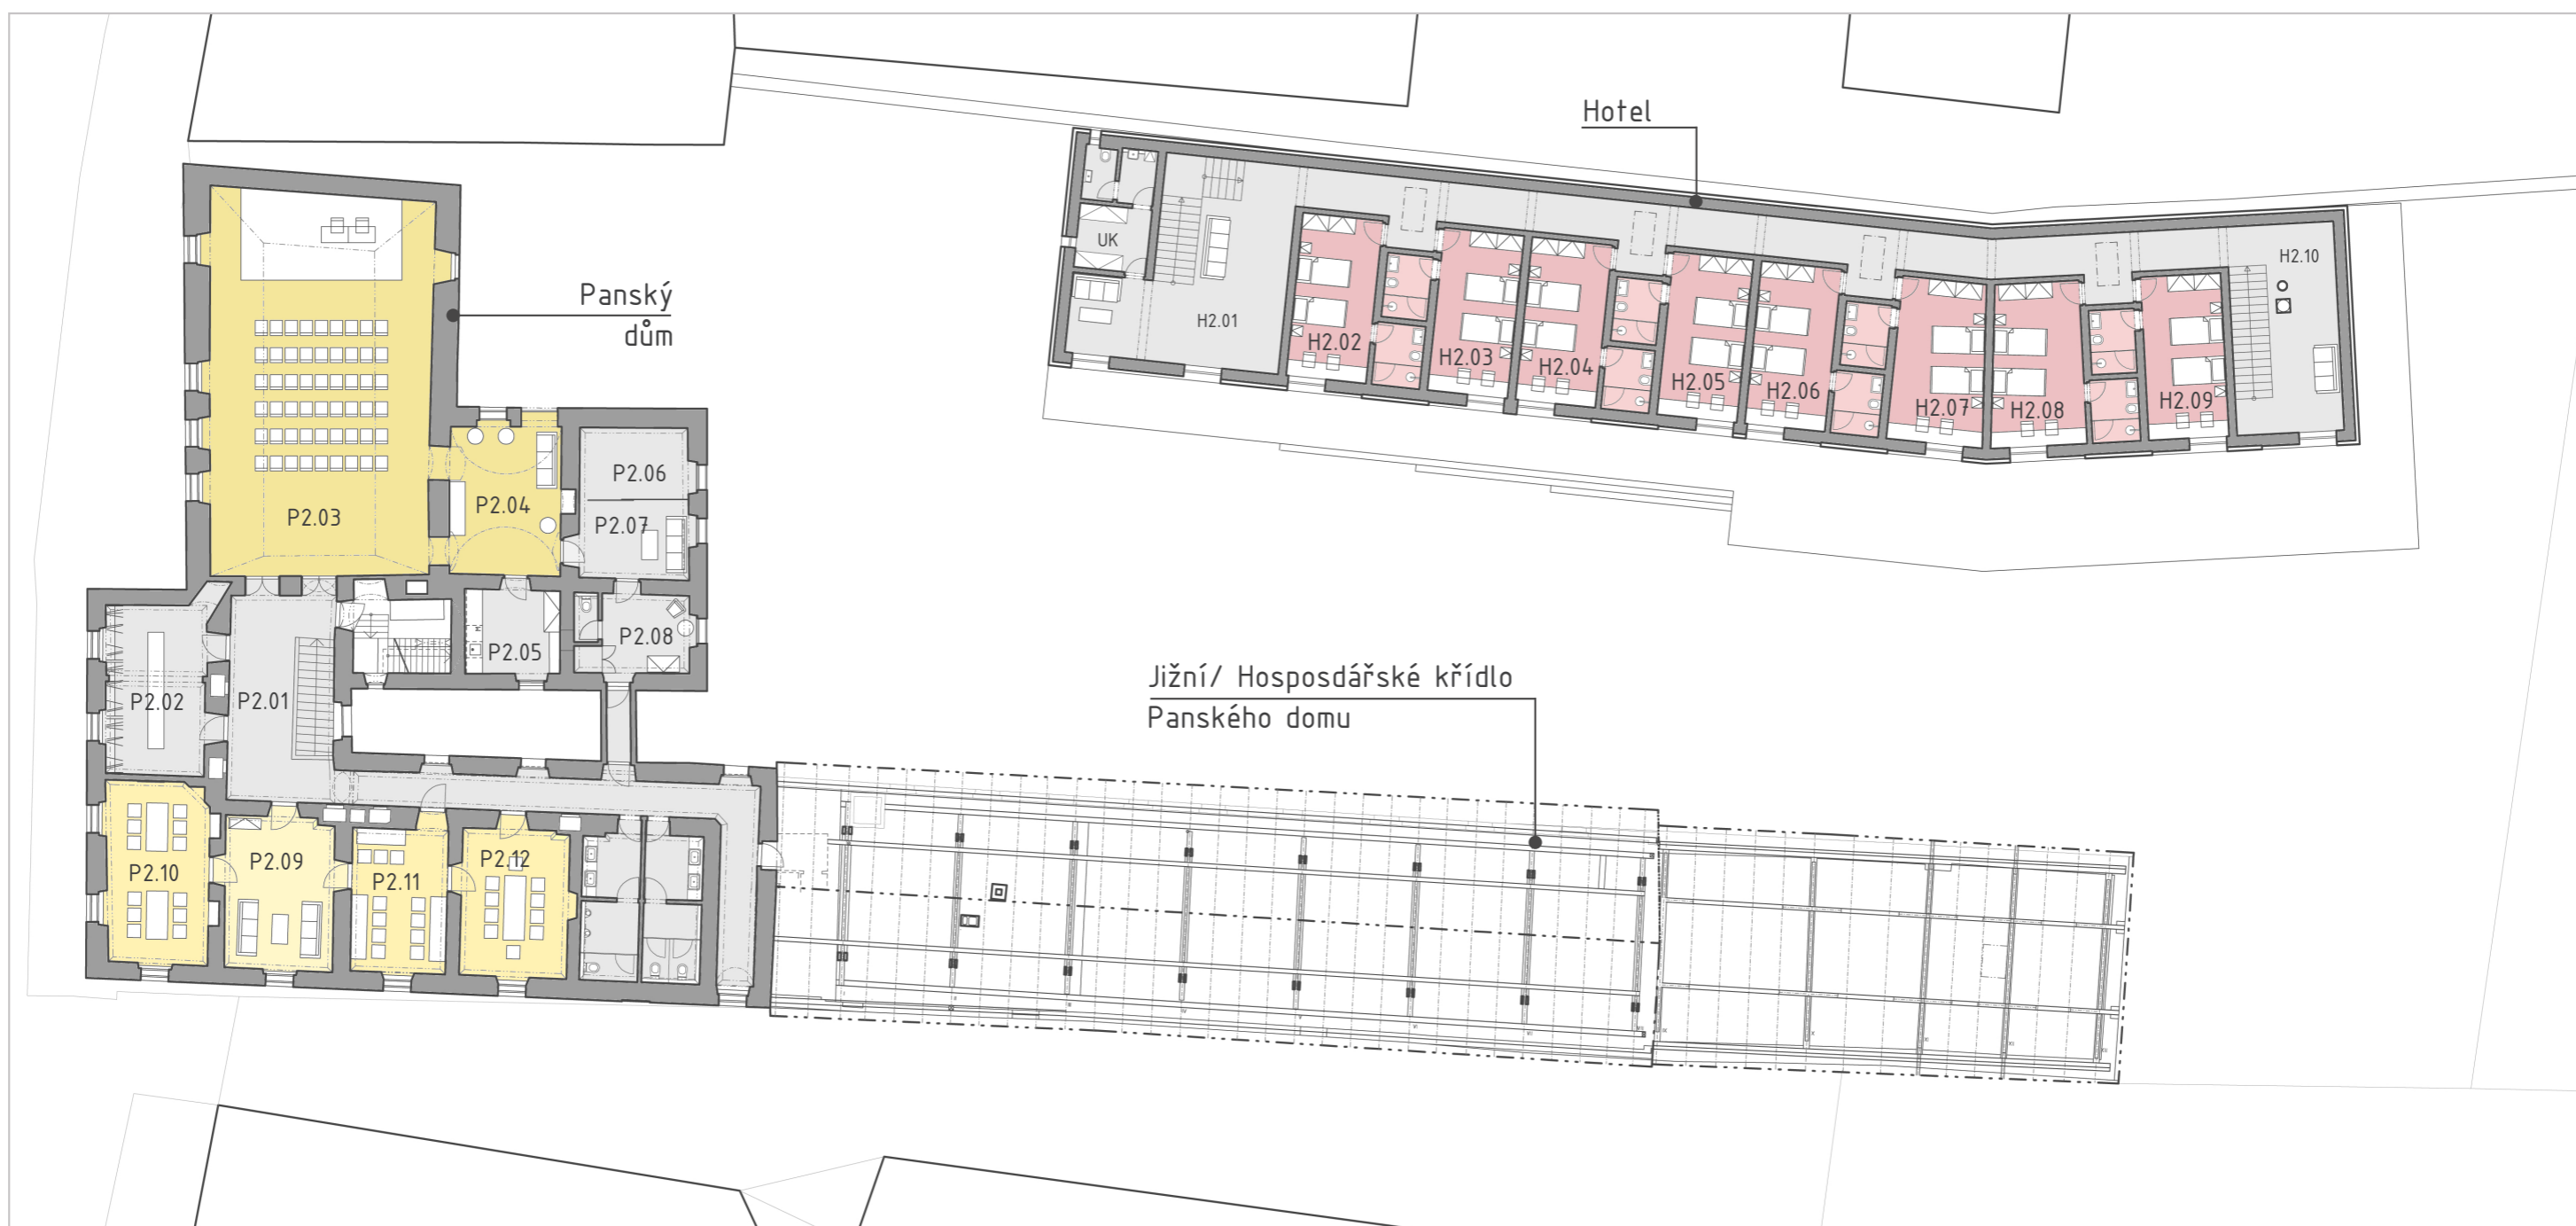 Hotel
UK
H2.01
H2.02
H2.03
H2.04
H2.05
H2.06
H2.07
H2.08
H2.09
H2.10
Panský
dům
P2.03
P2.04
P2.06
P2.07
P2.05
P2.08
P2.02
P2.01
P2.10
P2.09
P2.11
P2.12
Jižní/ Hosposdářské křídlo
Panského domu